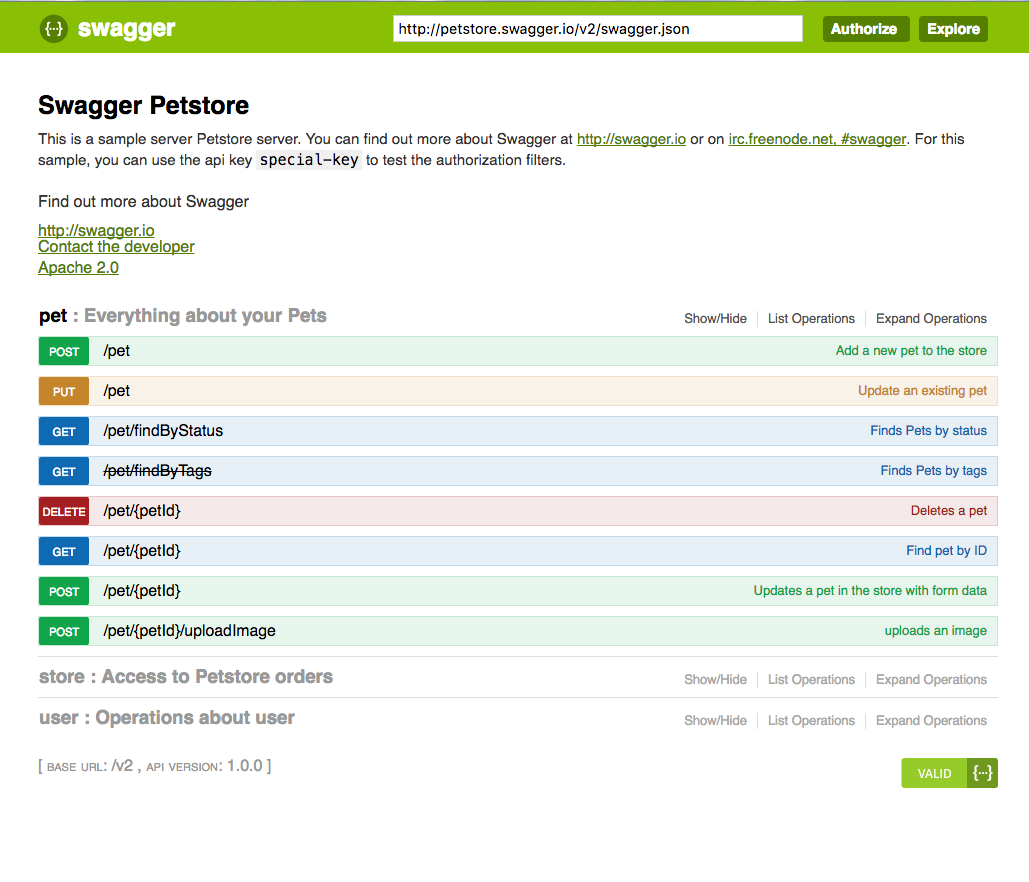 {··} swagger http://petstore.swagger.io/v2/swagger.json Authorize Explore
Swagger Petstore
This is a sample server Petstore server. You can find out more about Swagger at http://swagger.io or on irc.freenode.net, #swagger. For this
sample, you can use the api key special-key to test the authorization filters.
Find out more about Swagger
http://swagger.io
Contact the developer
Apache 2.0
pet : Everything about your Pets Show/Hide List Operations Expand Operations
POST /pet Add a new pet to the store
PUT /pet Update an existing pet
GET /pet/findByStatus Finds Pets by status
GET /pet/findByTags Finds Pets by tags
DELETE /pet/{petId} Deletes a pet
GET /pet/{petId} Find pet by ID
POST /pet/{petId} Updates a pet in the store with form data
POST /pet/{petId}/uploadImage uploads an image
store : Access to Petstore orders Show/Hide List Operations Expand Operations
user : Operations about user Show/Hide List Operations Expand Operations
[ BASE URL: /v2 , API VERSION: 1.0.0 ]
VALID {···}